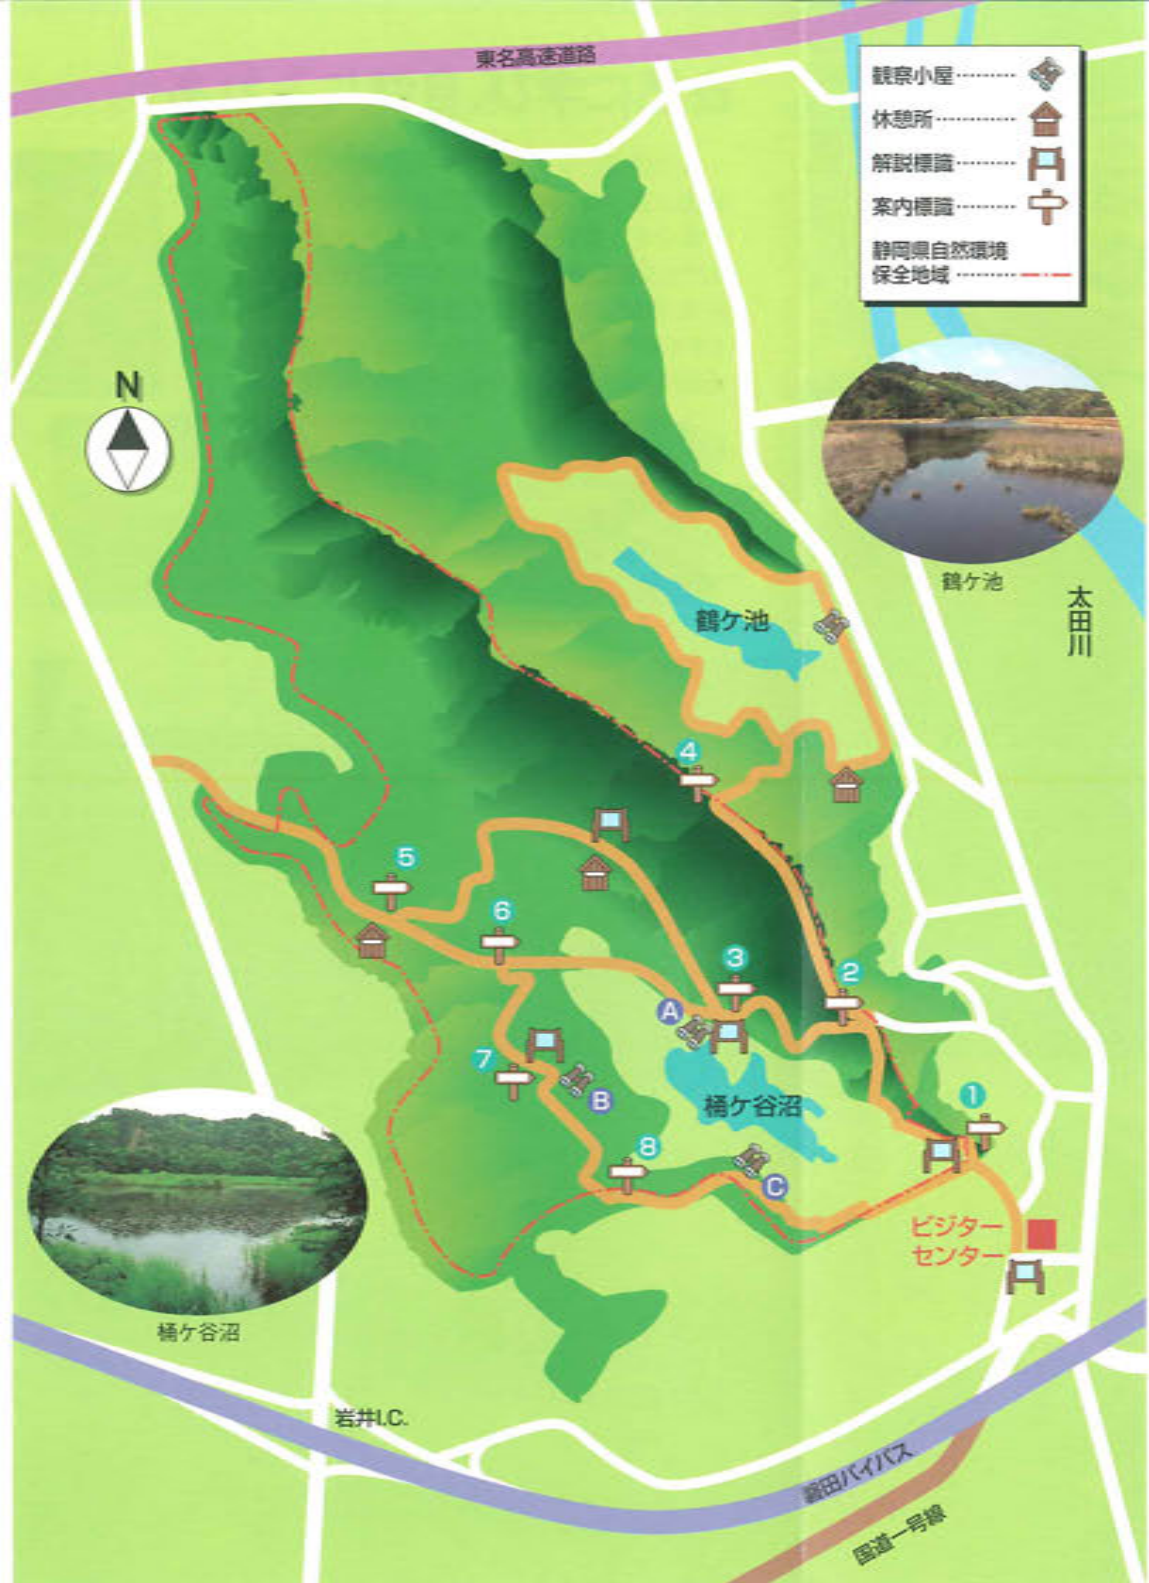 東名高速道路
観察小屋
休憩所
解説標識
案内標識
静岡県自然環境
保全地域
N
鶴ケ池
太田川
鶴ケ池
4
5
6
3
2
A
7
桶ケ谷沼
1
B
8
C
ビジター
センター
桶ケ谷沼
岩井I.C.
磐田バイパス
国道一号線